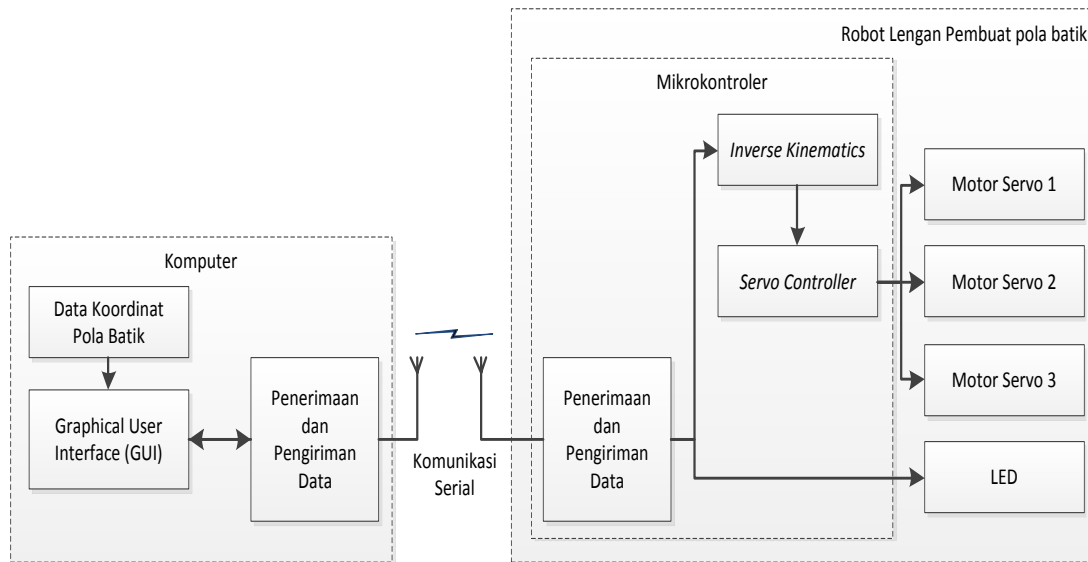 Robot Lengan Pembuat pola batik
Mikrokontroler
Inverse Kinematics
Servo Controller
Motor Servo 1
Motor Servo 2
Motor Servo 3
LED
Penerimaan
dan
Pengiriman
Data
Komputer
Data Koordinat
Pola Batik
Graphical User
Interface (GUI)
Penerimaan
dan
Pengiriman
Data
Komunikasi
Serial